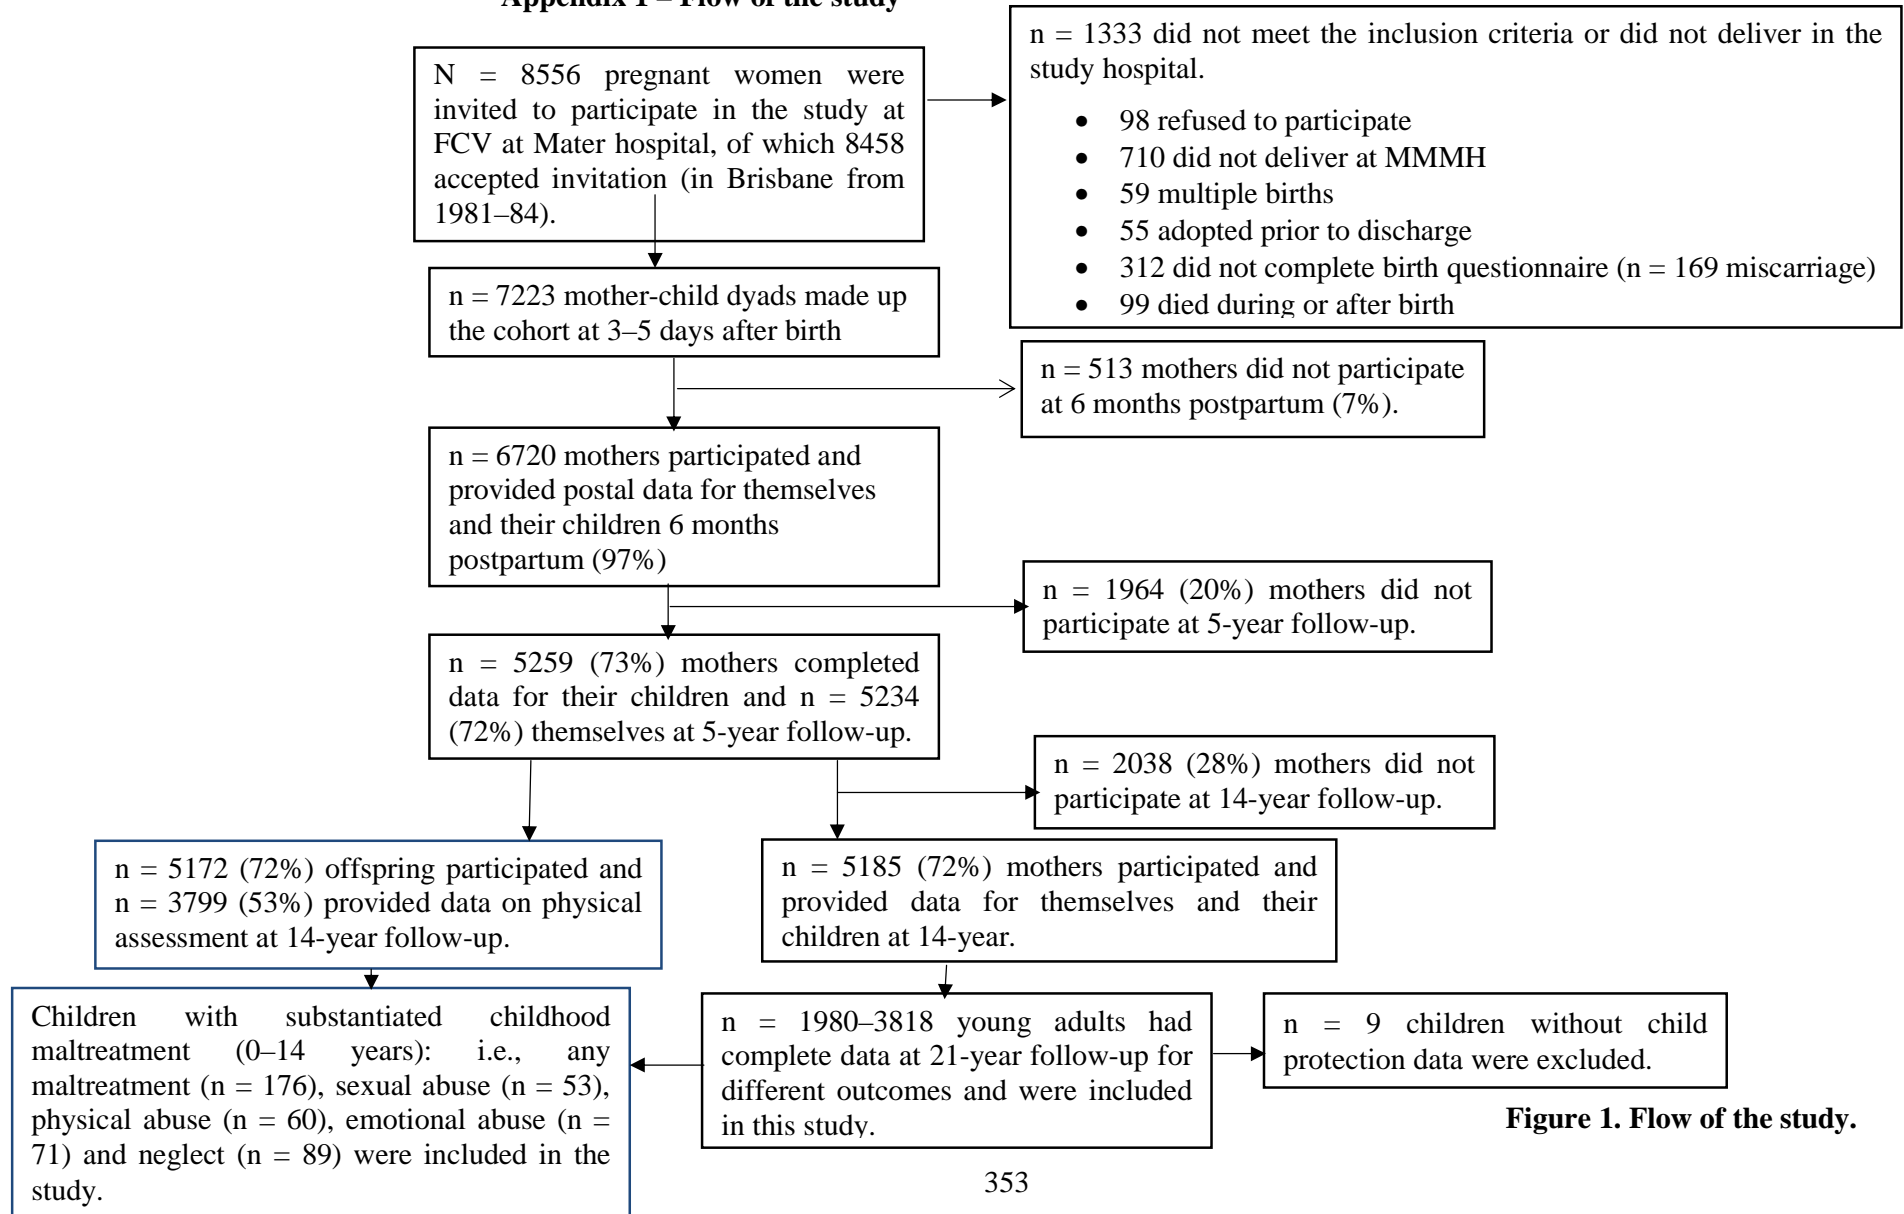 Appendix 1 – Flow of the study
N = 8556 pregnant women were
invited to participate in the study at
FCV at Mater hospital, of which 8458
accepted invitation (in Brisbane from
1981–84).
n = 1333 did not meet the inclusion criteria or did not deliver in the
study hospital.
• 98 refused to participate
• 710 did not deliver at MMMH
• 59 multiple births
• 55 adopted prior to discharge
• 312 did not complete birth questionnaire (n = 169 miscarriage)
• 99 died during or after birth
n = 7223 mother-child dyads made up
the cohort at 3–5 days after birth
n = 513 mothers did not participate
at 6 months postpartum (7%).
n = 6720 mothers participated and
provided postal data for themselves
and their children 6 months
postpartum (97%)
n = 1964 (20%) mothers did not
participate at 5-year follow-up.
n = 5259 (73%) mothers completed
data for their children and n = 5234
(72%) themselves at 5-year follow-up.
n = 2038 (28%) mothers did not
participate at 14-year follow-up.
n = 5172 (72%) offspring participated and
n = 3799 (53%) provided data on physical
assessment at 14-year follow-up.
n = 5185 (72%) mothers participated and
provided data for themselves and their
children at 14-year.
Children with substantiated childhood
maltreatment (0–14 years): i.e., any
maltreatment (n = 176), sexual abuse (n = 53),
physical abuse (n = 60), emotional abuse (n =
71) and neglect (n = 89) were included in the
study.
n = 1980–3818 young adults had
complete data at 21-year follow-up for
different outcomes and were included
in this study.
n = 9 children without child
protection data were excluded.
Figure 1. Flow of the study.
353